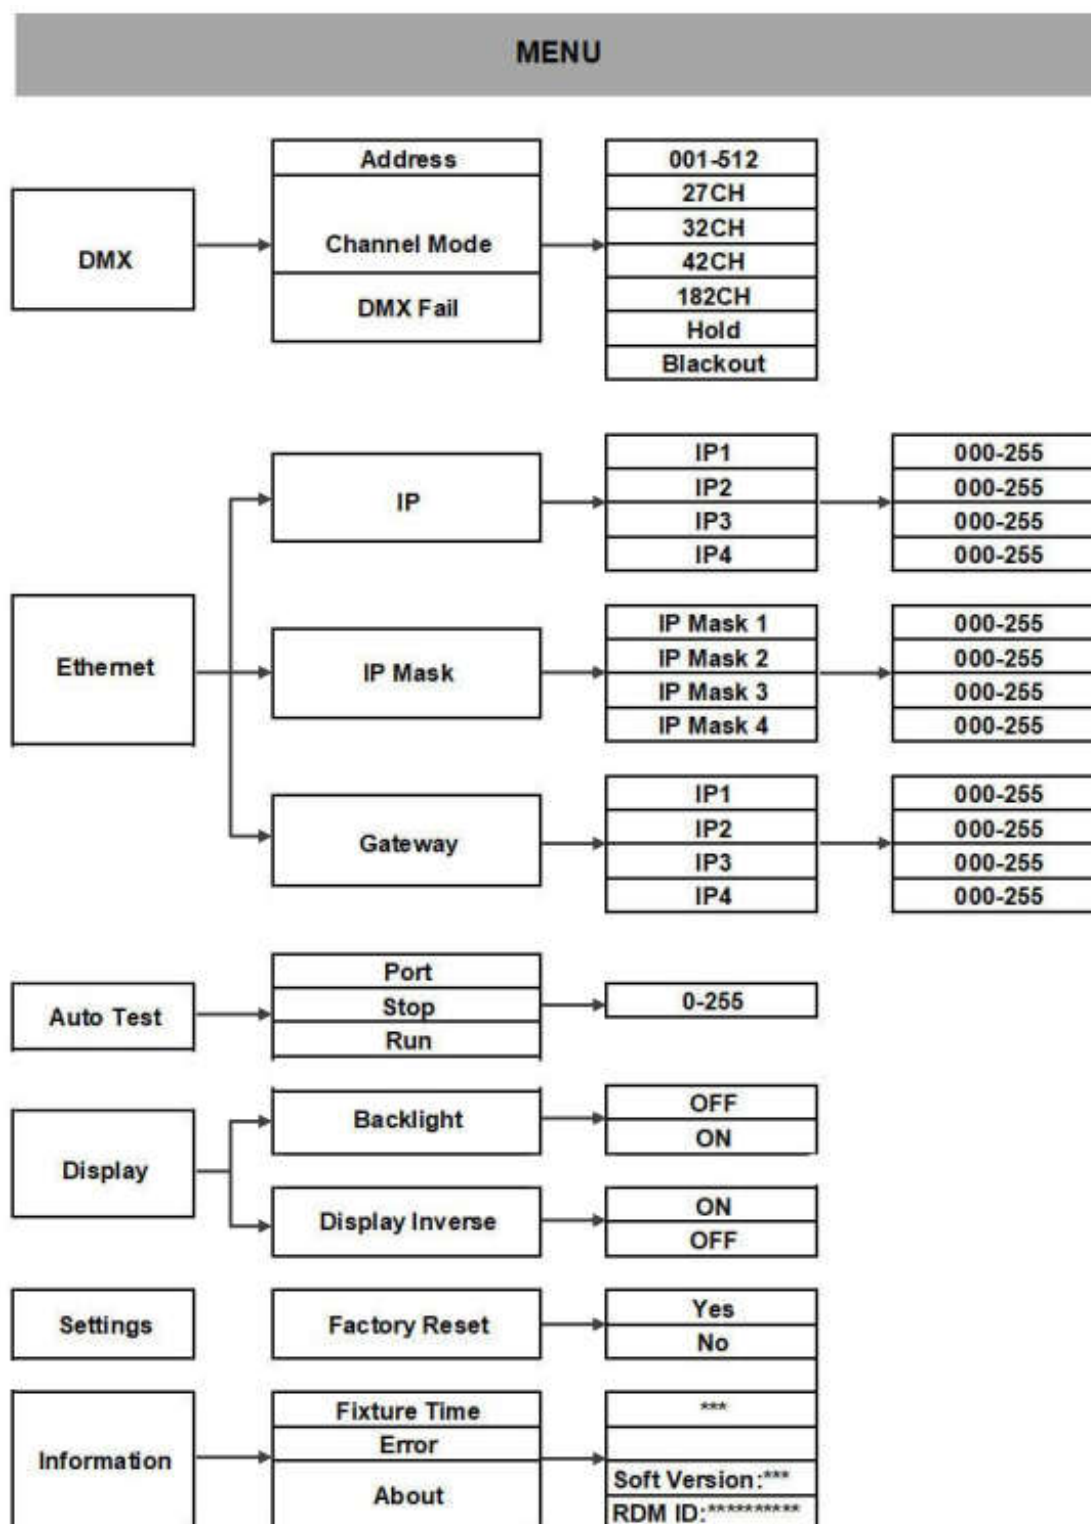 MENU
DMX
Address
Channel Mode
DMX Fail
001-512
27CH
32CH
42CH
182CH
Hold
Blackout
Ethernet
IP
IP1
IP2
IP3
IP4
000-255
000-255
000-255
000-255
IP Mask
IP Mask 1
IP Mask 2
IP Mask 3
IP Mask 4
000-255
000-255
000-255
000-255
Gateway
IP1
IP2
IP3
IP4
000-255
000-255
000-255
000-255
Auto Test
Port
Stop
Run
0-255
Display
Backlight
OFF
ON
Display Inverse
ON
OFF
Settings
Factory Reset
Yes
No
Information
Fixture Time
Error
About
***
Soft Version:***
RDM ID:**********